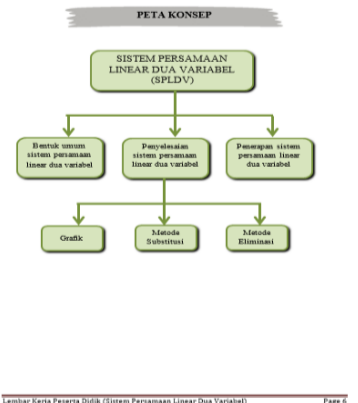 PETA KONSEP
SISTEM PERSAMAAN
LINEAR DUA VARIABEL
(SPLDV)
Bentuk umum
sistem persamaan
linear dua variabel
Penyelesaian
sistem persamaan
linear dua variabel
Penerapan sistem
persamaan linear
dua variabel
Grafik
Metode
Substitusi
Metode
Eliminasi
Lembar Kerja Peserta Didik (Sistem Persamaan Linear Dua Variabel) Page 6